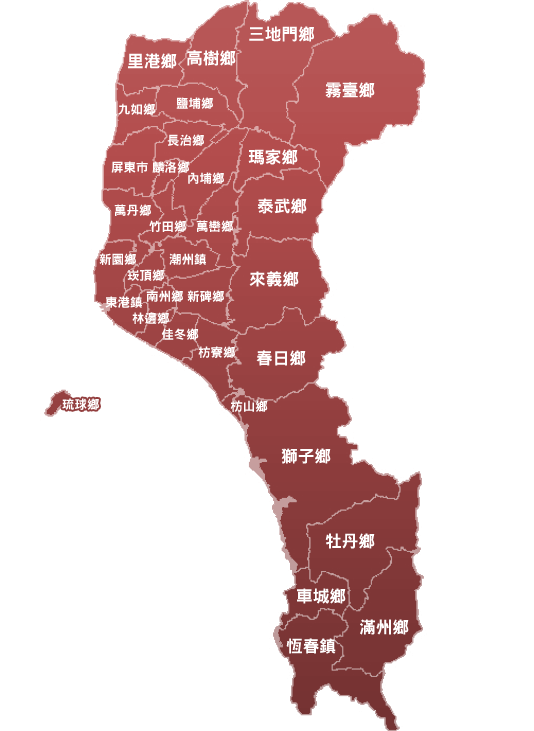 三地門鄉
里港鄉
高樹鄉
霧臺鄉
鹽埔鄉
九如鄉
長治鄉
瑪家鄉
屏東市
麟洛鄉
內埔鄉
泰武鄉
萬丹鄉
竹田鄉
萬巒鄉
新園鄉
潮州鎮
崁頂鄉
來義鄉
東港鎮
南州鄉
新碑鄉
林邊鄉
佳冬鄉
枋寮鄉
春日鄉
琉球鄉
枋山鄉
獅子鄉
牡丹鄉
車城鄉
滿州鄉
恆春鎮